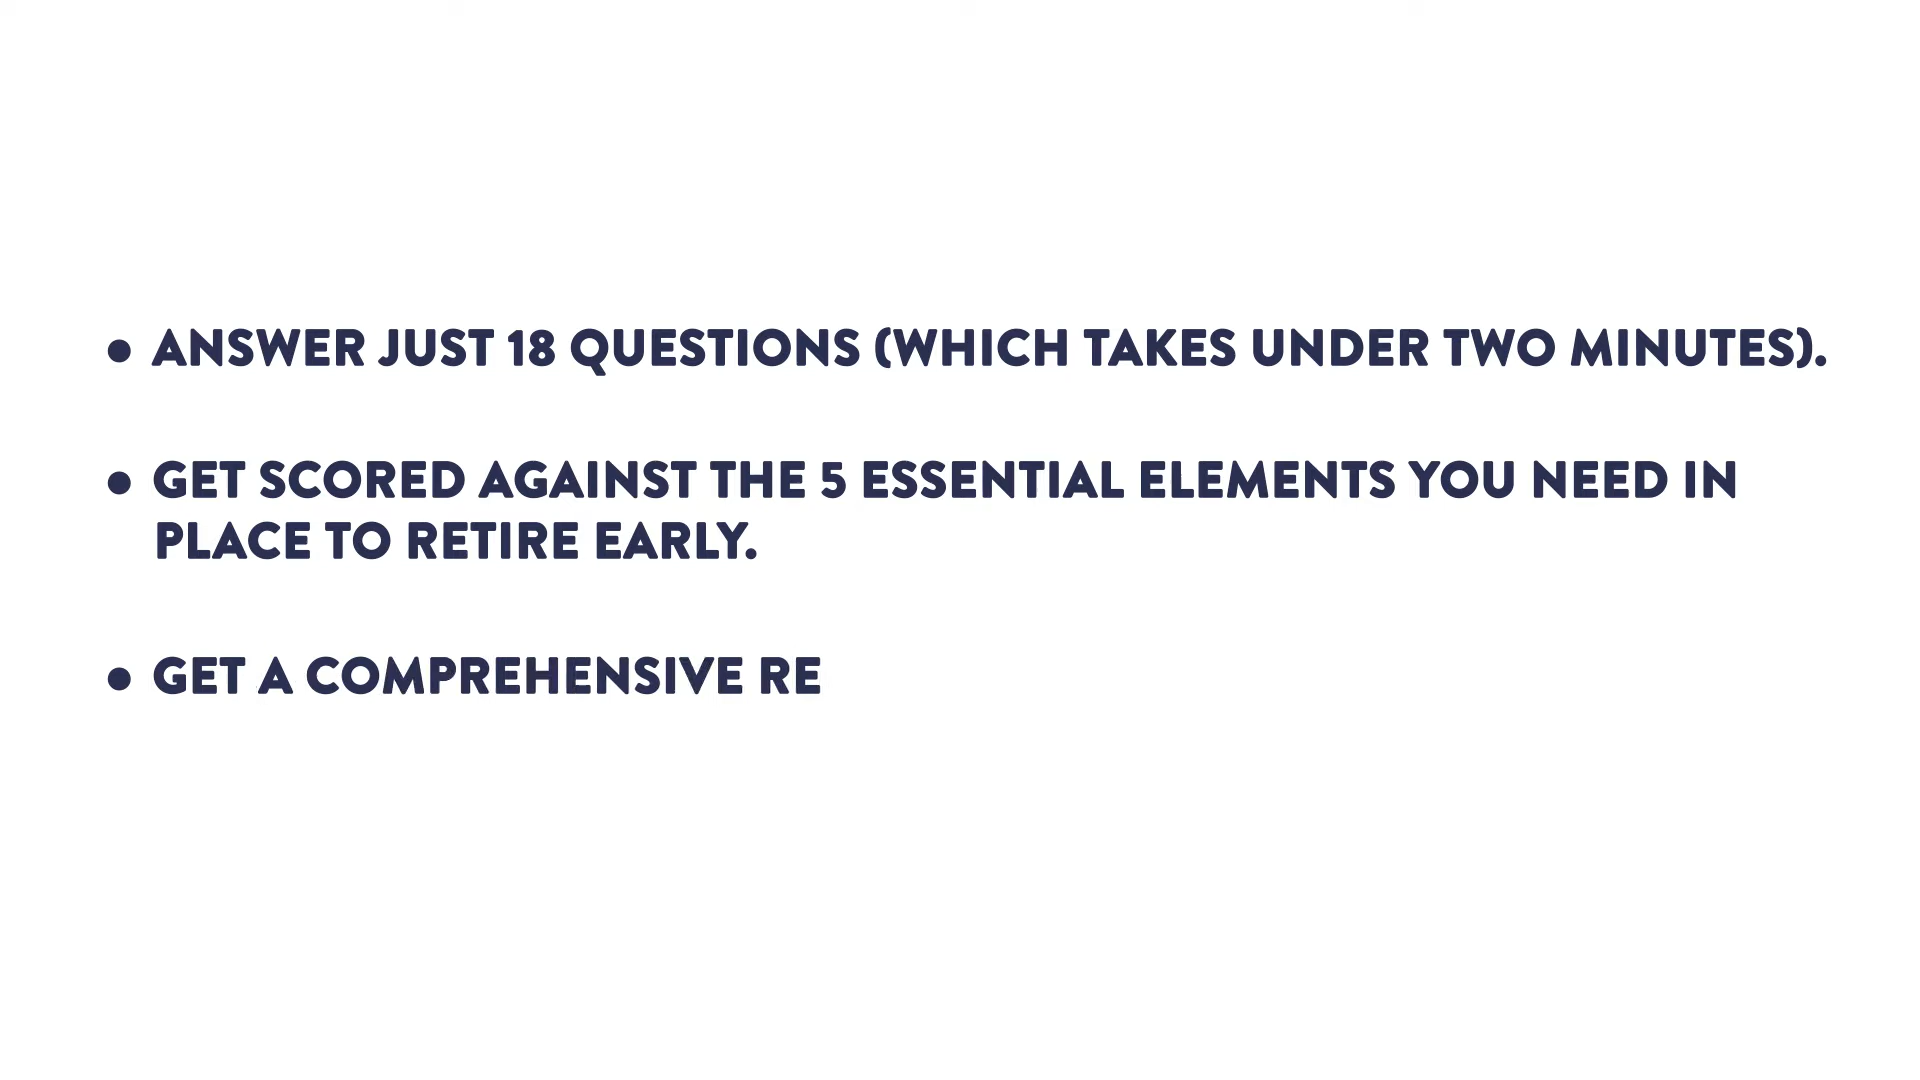 ● ANSWER JUST 18 QUESTIONS (WHICH TAKES UNDER TWO MINUTES).
● GET SCORED AGAINST THE 5 ESSENTIAL ELEMENTS YOU NEED IN
PLACE TO RETIRE EARLY.
● GET A COMPREHENSIVE RE